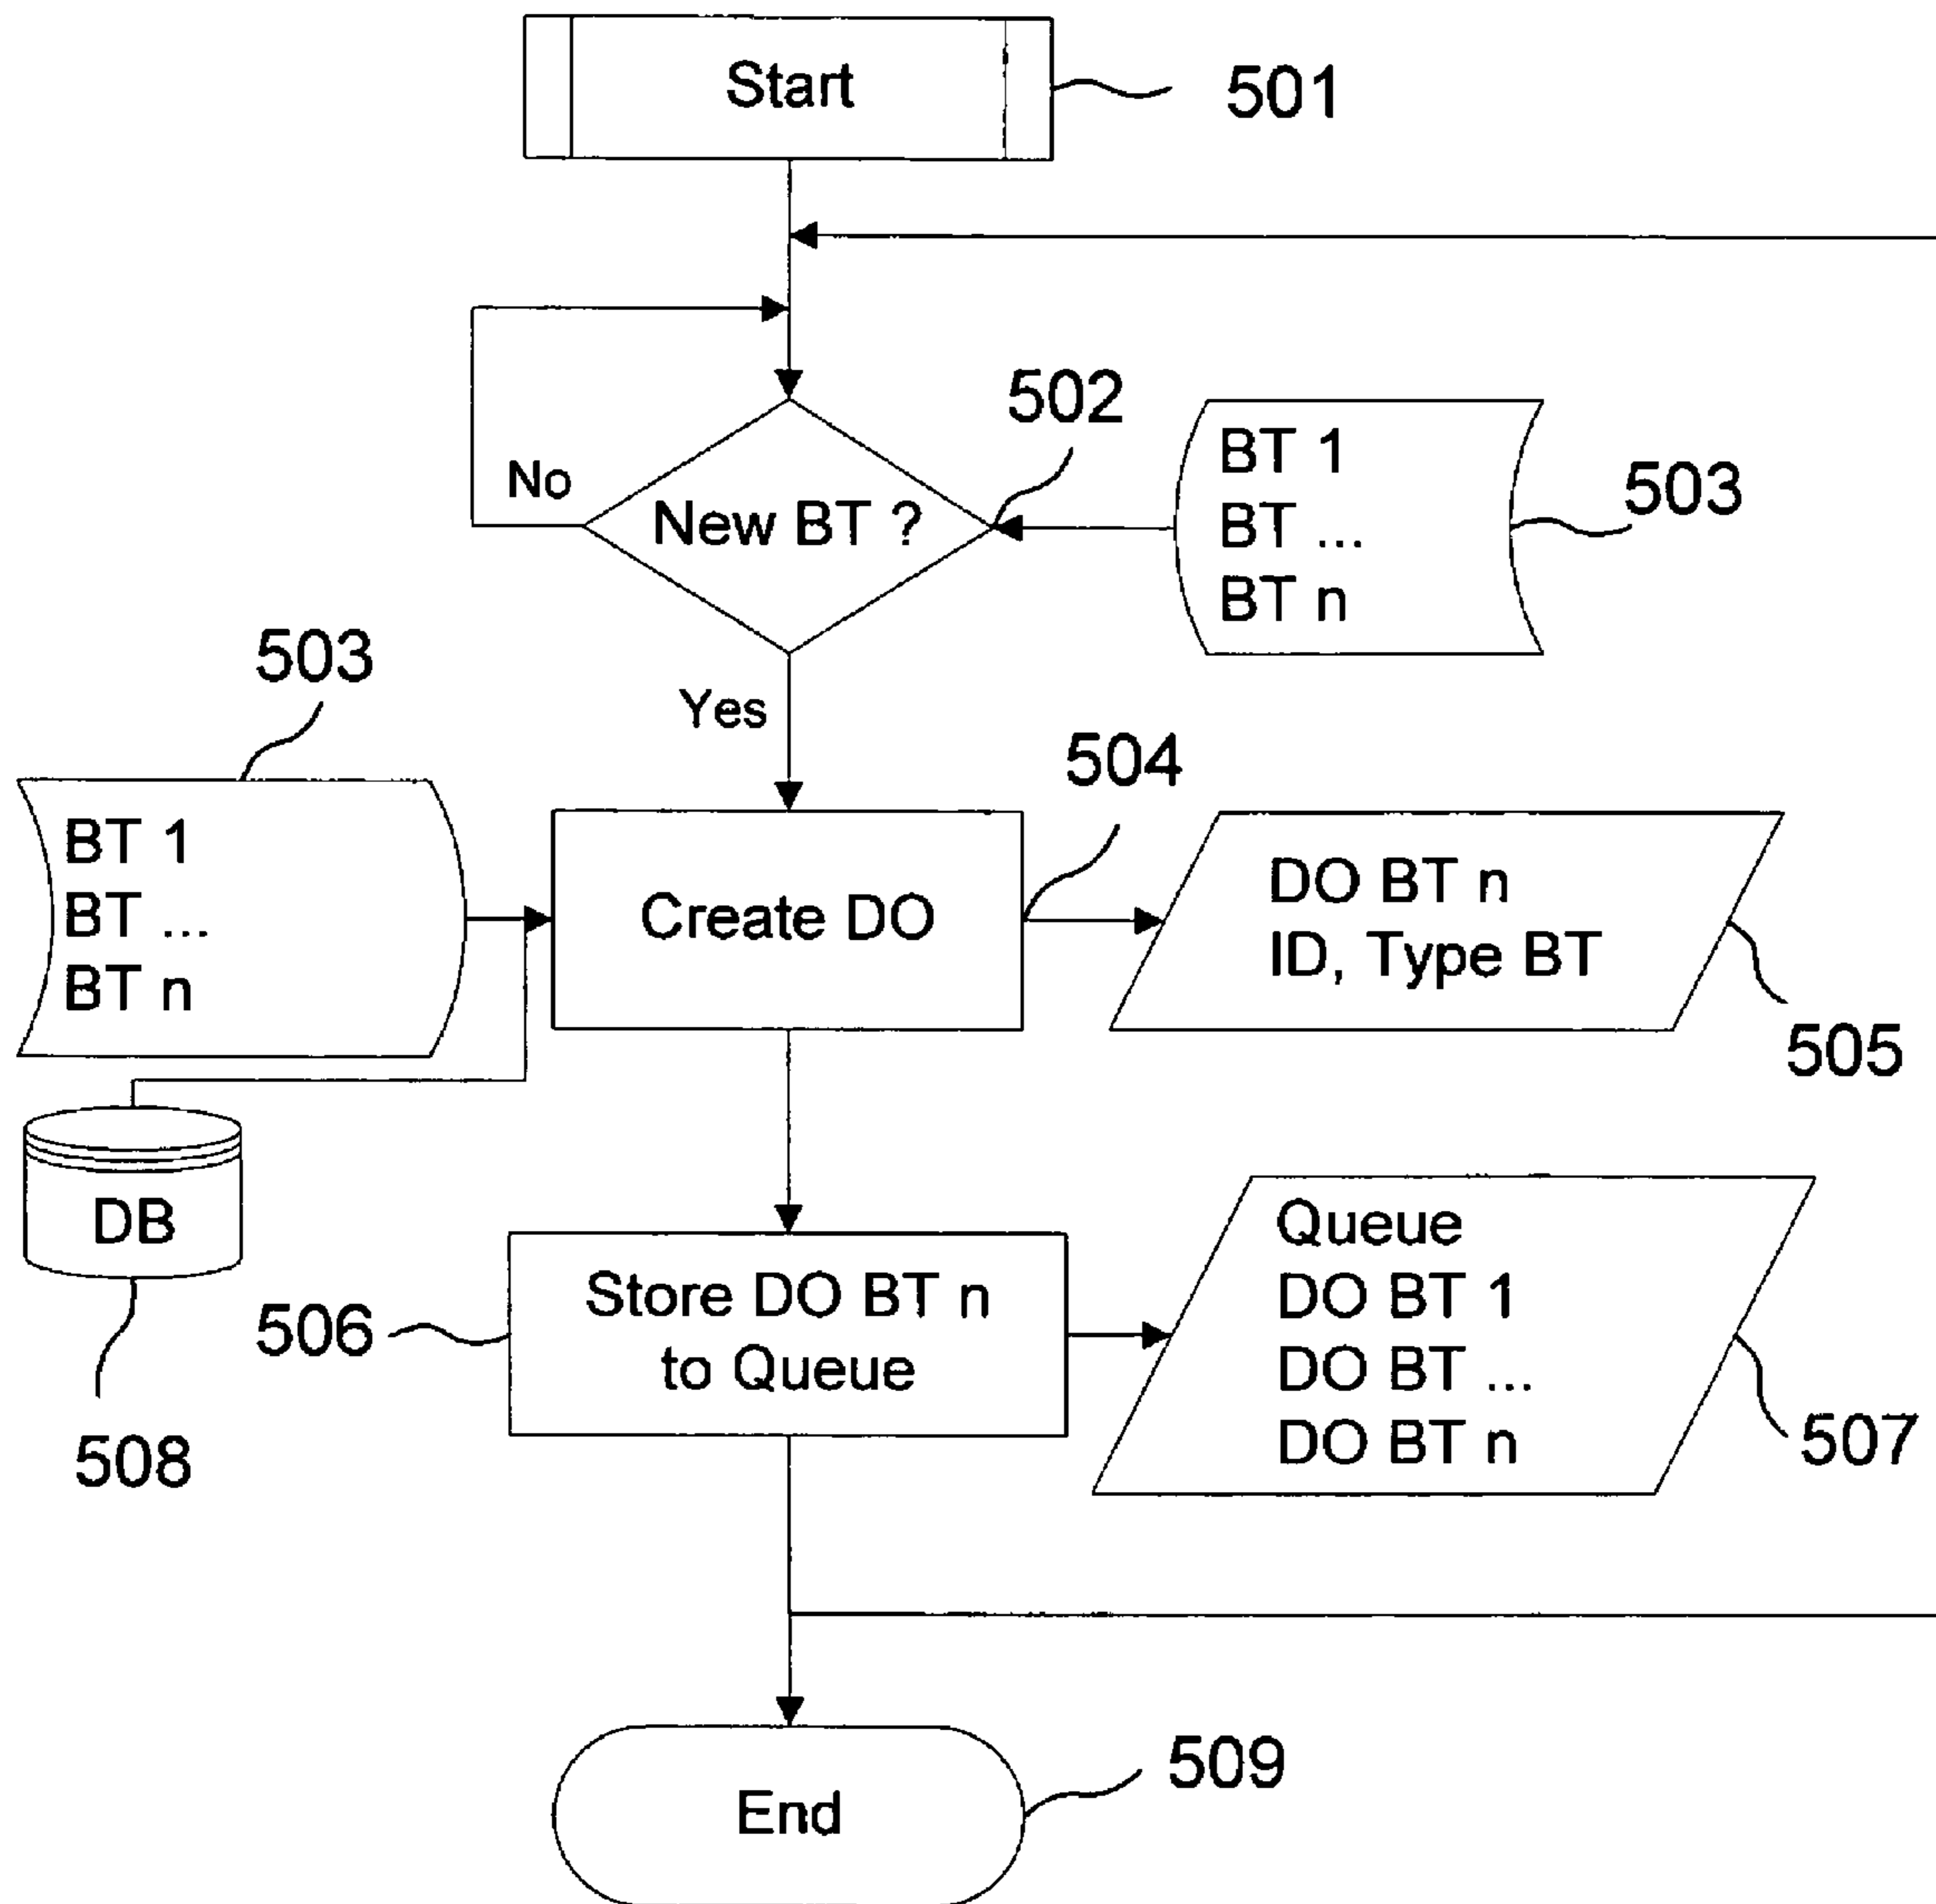 Start
501
502
No
New BT ?
BT 1
BT ...
BT n
503
Yes
503
504
BT 1
BT ...
BT n
Create DO
DO BT n
ID, Type BT
505
DB
508
506
Store DO BT n
to Queue
Queue
DO BT 1
DO BT ...
DO BT n
507
End
509